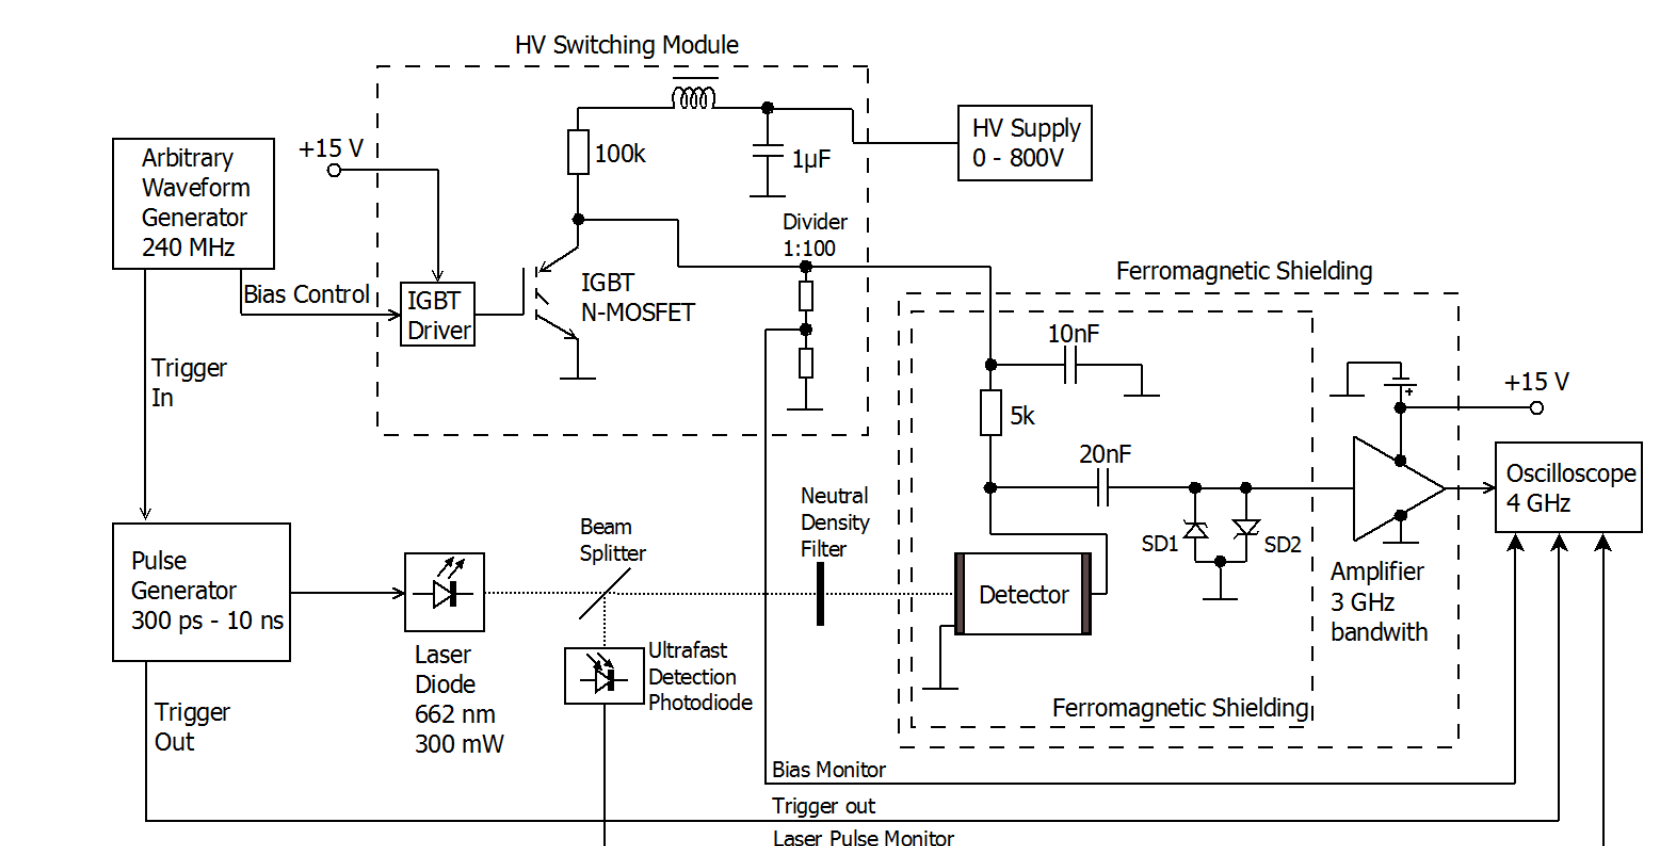 HV Switching Module
Arbitrary
Waveform
Generator
240 MHz
+15 V
100k
1µF
HV Supply
0 - 800V
Divider
1:100
Bias Control
IGBT
Driver
IGBT
N-MOSFET
Ferromagnetic Shielding
Trigger
In
10nF
5k
+
+15 V
20nF
Oscilloscope
4 GHz
Neutral
Density
Filter
Beam
Splitter
SD1
SD2
Pulse
Generator
300 ps - 10 ns
Detector
Amplifier
3 GHz
bandwith
Laser
Diode
662 nm
300 mW
Ultrafast
Detection
Photodiode
Trigger
Out
Ferromagnetic Shielding
Bias Monitor
Trigger out
Laser Pulse Monitor